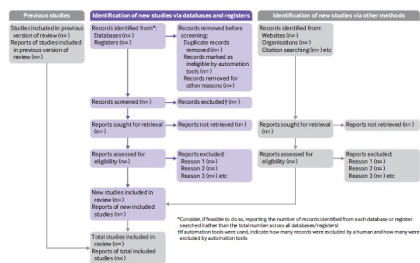 Previous studies
Identification of new studies via databases and registers
Identification of new studies via other methods
Studies included in previous
version of review (n= )
Reports of studies included
in previous version of
review (n= )
Records identified from*:
Databases (n= )
Registers (n= )
Records removed before
screening:
Duplicate records
removed (n= )
Records marked as
ineligible by automation
tools (n= )
Records removed for
other reasons (n= )
Records identified from:
Websites (n= )
Organisations (n= )
Citation searching (n= ) etc
Records screened (n= )
Records excluded† (n= )
Reports sought for retrieval
(n= )
Reports not retrieved (n= )
Reports sought for retrieval
(n= )
Reports not retrieved (n= )
Reports assessed for
eligibility (n= )
Reports excluded:
Reason 1 (n= )
Reason 2 (n= )
Reason 3 (n= ) etc
Reports assessed for
eligibility (n= )
Reports excluded:
Reason 1 (n= )
Reason 2 (n= )
Reason 3 (n= ) etc
New studies included in
review (n= )
Reports of new included
studies (n= )
Total studies included in
review (n= )
Reports of total included
studies (n= )
*Consider, if feasible to do so, reporting the number of records identified from each database or register
searched (rather than the total number across all databases/registers)
†If automation tools were used, indicate how many records were excluded by a human and how many were
excluded by automation tools